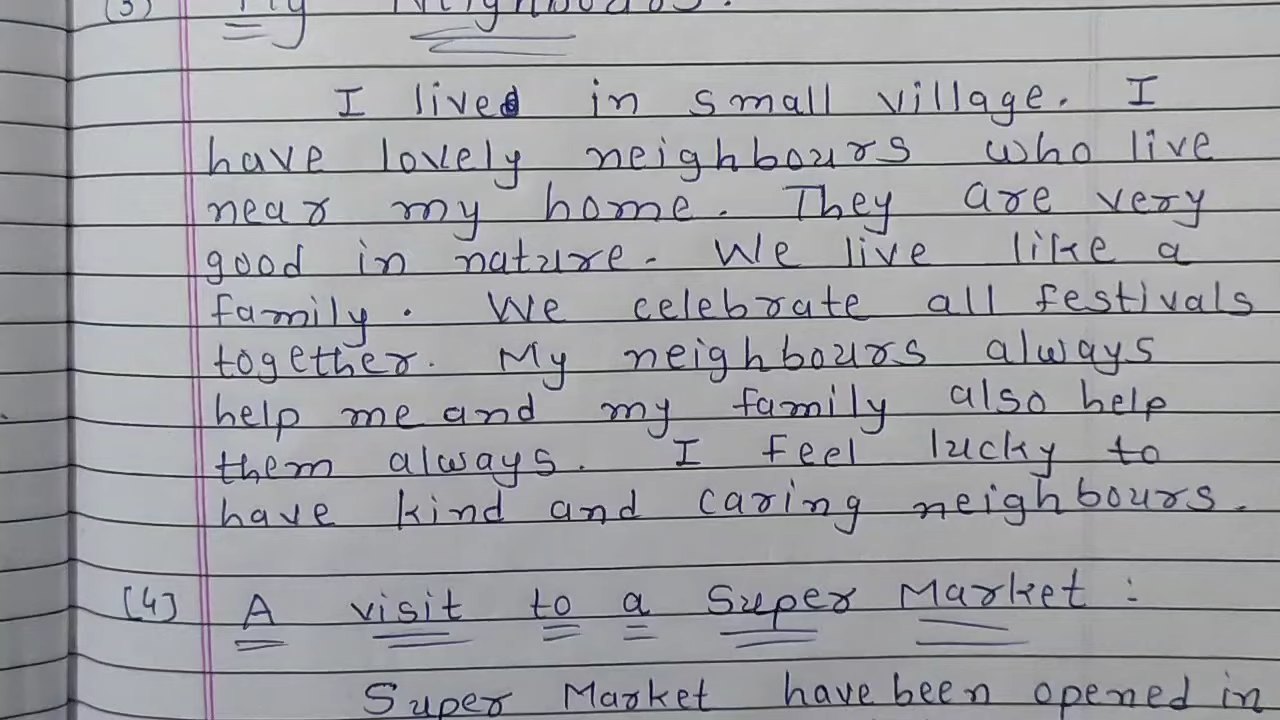 (3) My Neighbours:
I lived in small village. I
have lovely neighbours who live
near my home. They are very
good in nature. We live like a
family. We celebrate all festivals
together. My neighbours always
help me and my family also help
them always. I feel lucky to
have kind and caring neighbours.
[4] A visit to a Super Market :
Super Market have been opened in